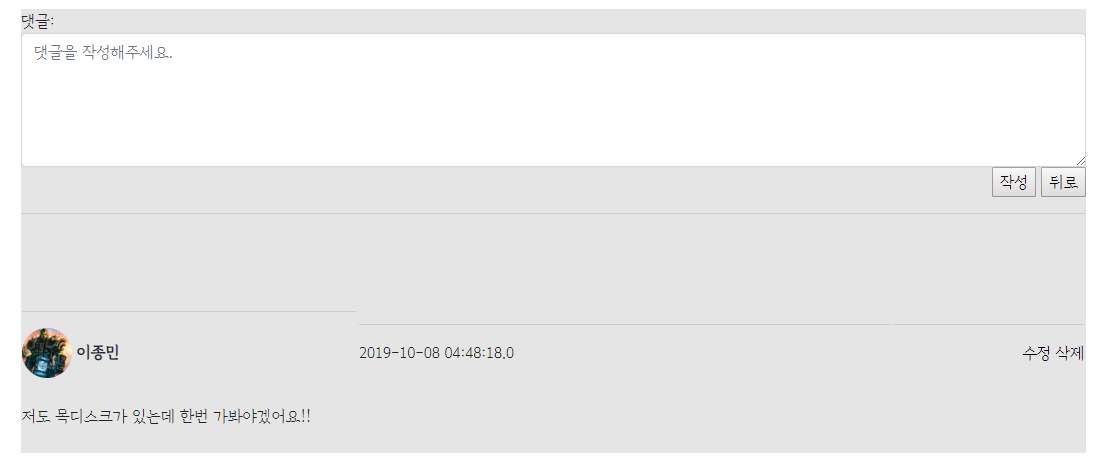 댓글:
댓글을 작성해주세요.
작성 뒤로
이종민 2019-10-08 04:48:18.0 수정 삭제
저도 목디스크가 있는데 한번 가봐야겠어요!!